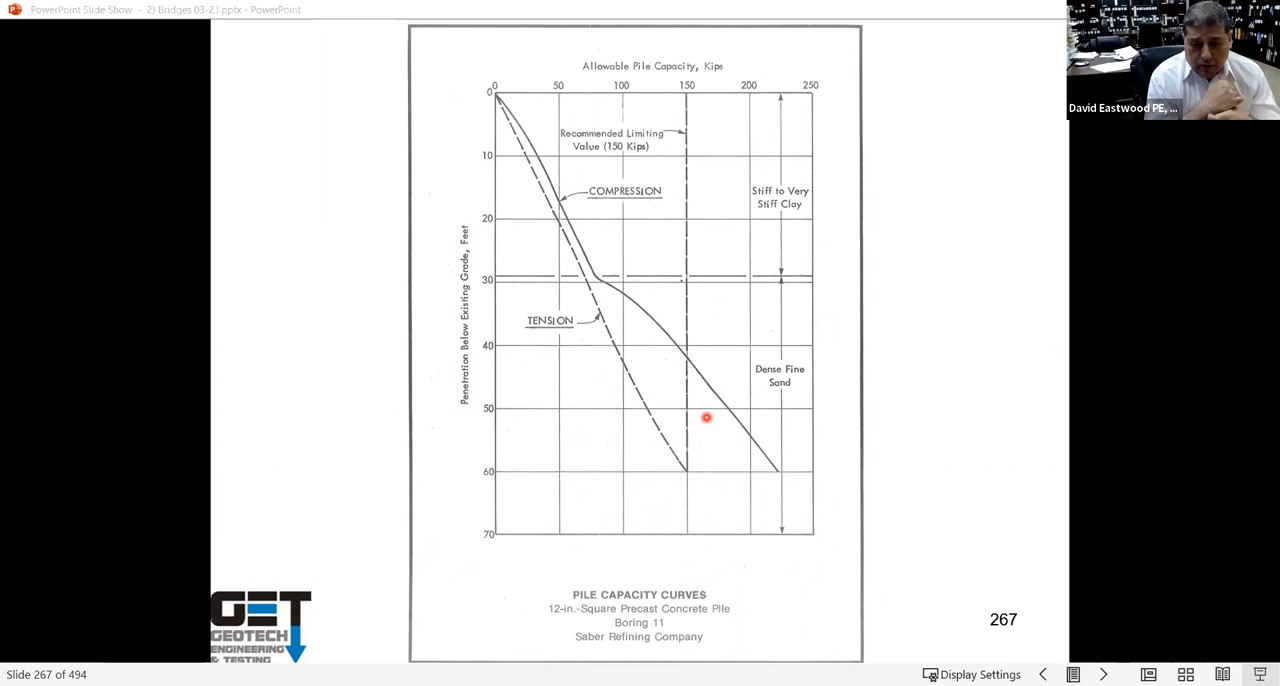 PowerPoint Slide Show - 2) Bridges 03-23.pptx - PowerPoint
David Eastwood PE, ...
Allowable Pile Capacity, Kips
0 50 100 150 200 250
0
10
20
30
40
50
60
70
Penetration Below Existing Grade, Feet
Recommended Limiting
Value (150 Kips)
COMPRESSION
Stiff to Very
Stiff Clay
TENSION
Dense Fine
Sand
PILE CAPACITY CURVES
12-in.-Square Precast Concrete Pile
Boring 11
Saber Refining Company
GET
GEOTECH
ENGINEERING
& TESTING
267
Slide 267 of 494
Display Settings